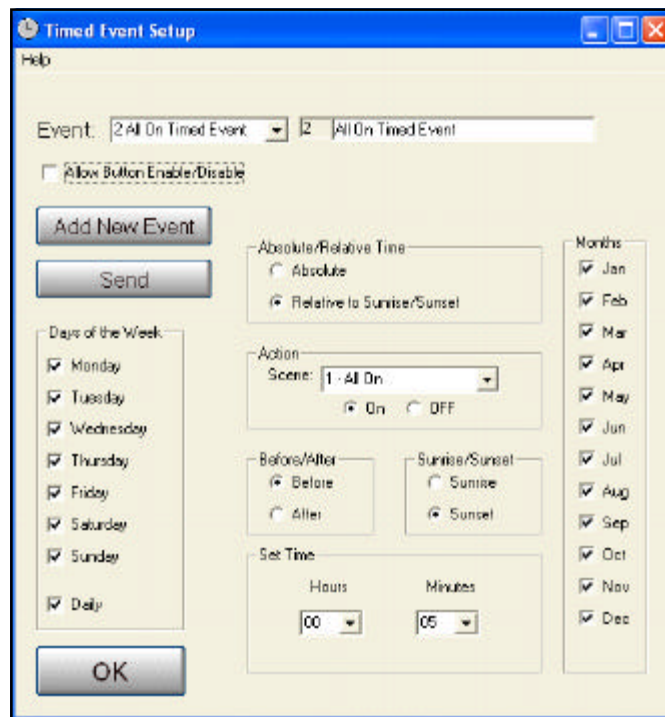 Timed Event Setup
Help
Event: 2 All On Timed Event 2 All On Timed Event
Allow Button Enable/Disable
Add New Event
Send
Days of the Week
Monday
Tuesday
Wednesday
Thursday
Friday
Saturday
Sunday
Daily
OK
Absolute/Relative Time
Absolute
Relative to Sunrise/Sunset
Action
Scene: 1 - All On
On OFF
Before/After
Before
After
Sunrise/Sunset
Sunrise
Sunset
Set Time
Hours Minutes
00 05
Months
Jan
Feb
Mar
Apr
May
Jun
Jul
Aug
Sep
Oct
Nov
Dec